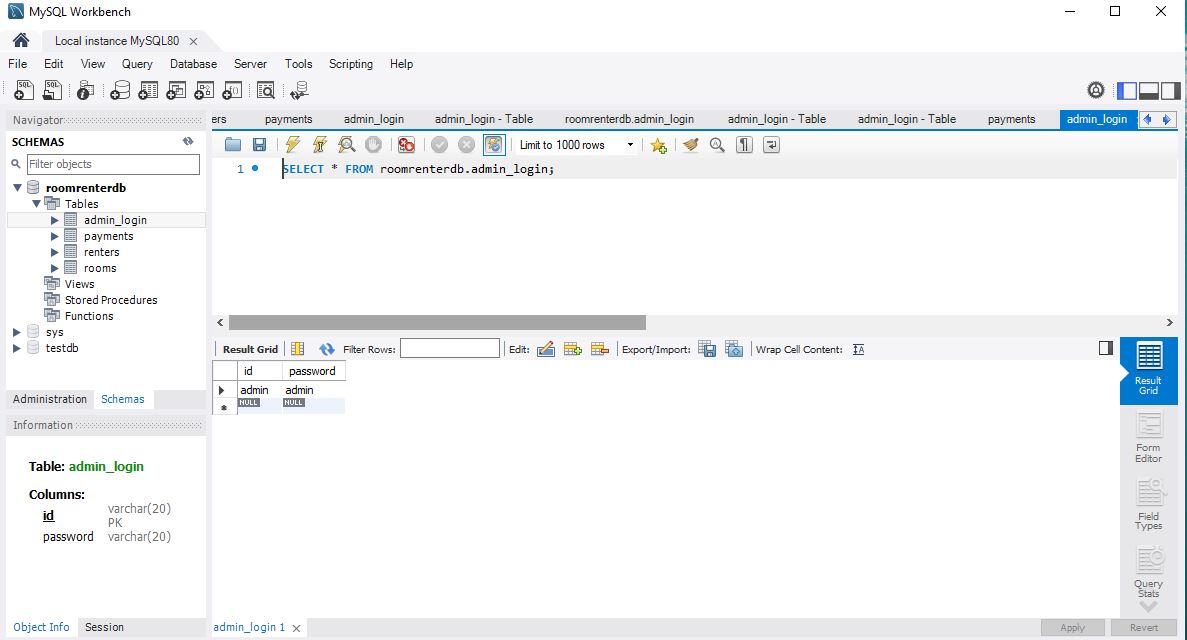 MySQL Workbench
Local instance MySQL80
File Edit View Query Database Server Tools Scripting Help
Navigator
SCHEMAS
Filter objects
roomrenterdb
Tables
admin_login
payments
renters
rooms
Views
Stored Procedures
Functions
sys
testdb
Administration Schemas
Information
Table: admin_login
Columns:
id varchar(20)
PK
password varchar(20)
Object Info Session
ers payments admin_login admin_login - Table roomrenterdb.admin_login admin_login - Table admin_login - Table payments admin_login
Limit to 1000 rows
1 SELECT * FROM roomrenterdb.admin_login;
Result Grid Filter Rows: Edit: Export/Import: Wrap Cell Content:
id password
admin admin
NULL NULL
Result
Grid
Form
Editor
Field
Types
Query
Stats
admin_login 1
Apply Revert